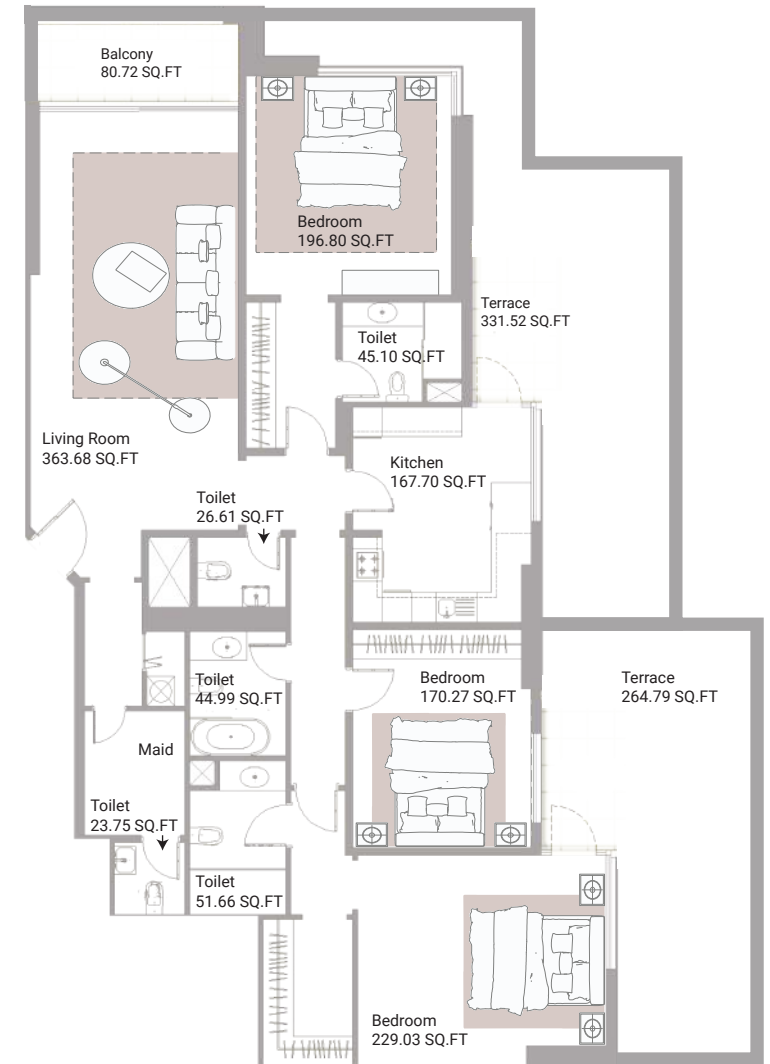 Balcony
80.72 SQ.FT
Bedroom
196.80 SQ.FT
Terrace
331.52 SQ.FT
Toilet
45.10 SQ.FT
Living Room
363.68 SQ.FT
Kitchen
167.70 SQ.FT
Toilet
26.61 SQ.FT
Toilet
44.99 SQ.FT
Bedroom
170.27 SQ.FT
Terrace
264.79 SQ.FT
Maid
Toilet
23.75 SQ.FT
Toilet
51.66 SQ.FT
Bedroom
229.03 SQ.FT